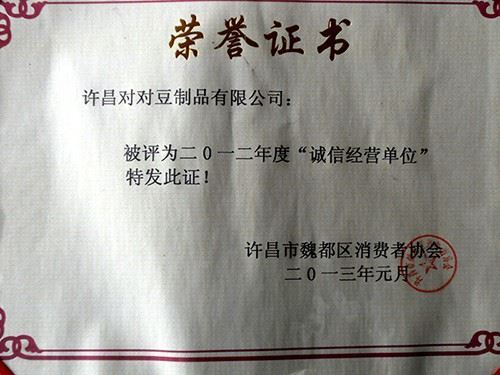 荣誉证书
许昌对对豆制品有限公司：
被评为二0一二年度“诚信经营单位”
特发此证！
许昌市魏都区消费者协会
二0一三年元月